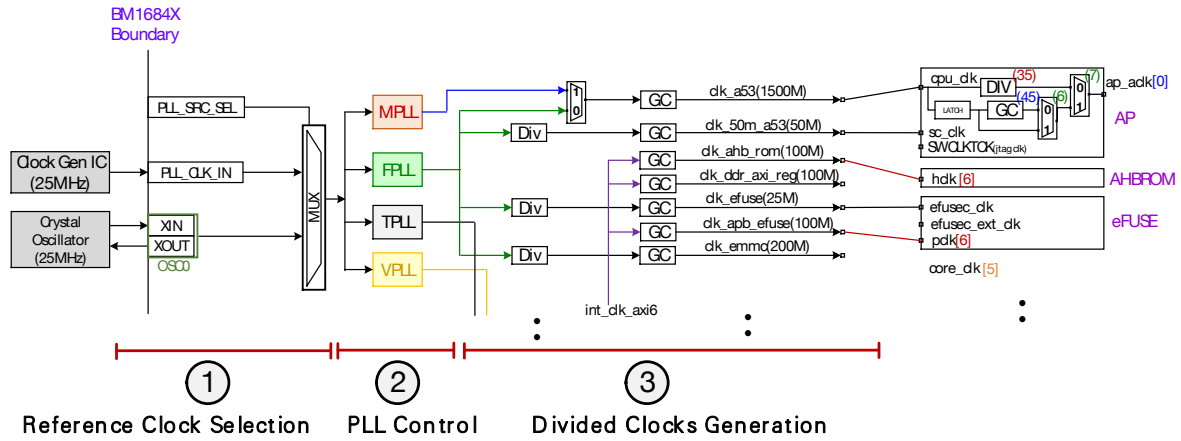 BM1684X
Boundary
PLL_SRC_SEL
Clock Gen IC
(25MHz)
PLL_CLK_IN
Crystal
Oscillator
(25MHz)
XIN
XOUT
OSC0
MUX
MPLL
FPLL
TPLL
VPLL
1
0
Div
Div
Div
GC
GC
GC
GC
GC
GC
GC
clk_a53(1500M)
clk_50m_a53(50M)
clk_ahb_rom(100M)
clk_ddr_axi_reg(100M)
clk_efuse(25M)
clk_apb_efuse(100M)
clk_emmc(200M)
int_clk_axi6
cpu_clk
DIV
(35)
(7)
0
1
ap_aclk[0]
LATCH
GC
(45)
(6)
0
1
AP
sc_clk
SWCLKTCK(jtag clk)
hclk[6]
AHBROM
efusec_clk
efusec_ext_clk
pclk[6]
eFUSE
core_clk[5]
1
2
3
Reference Clock Selection
PLL Control
Divided Clocks Generation